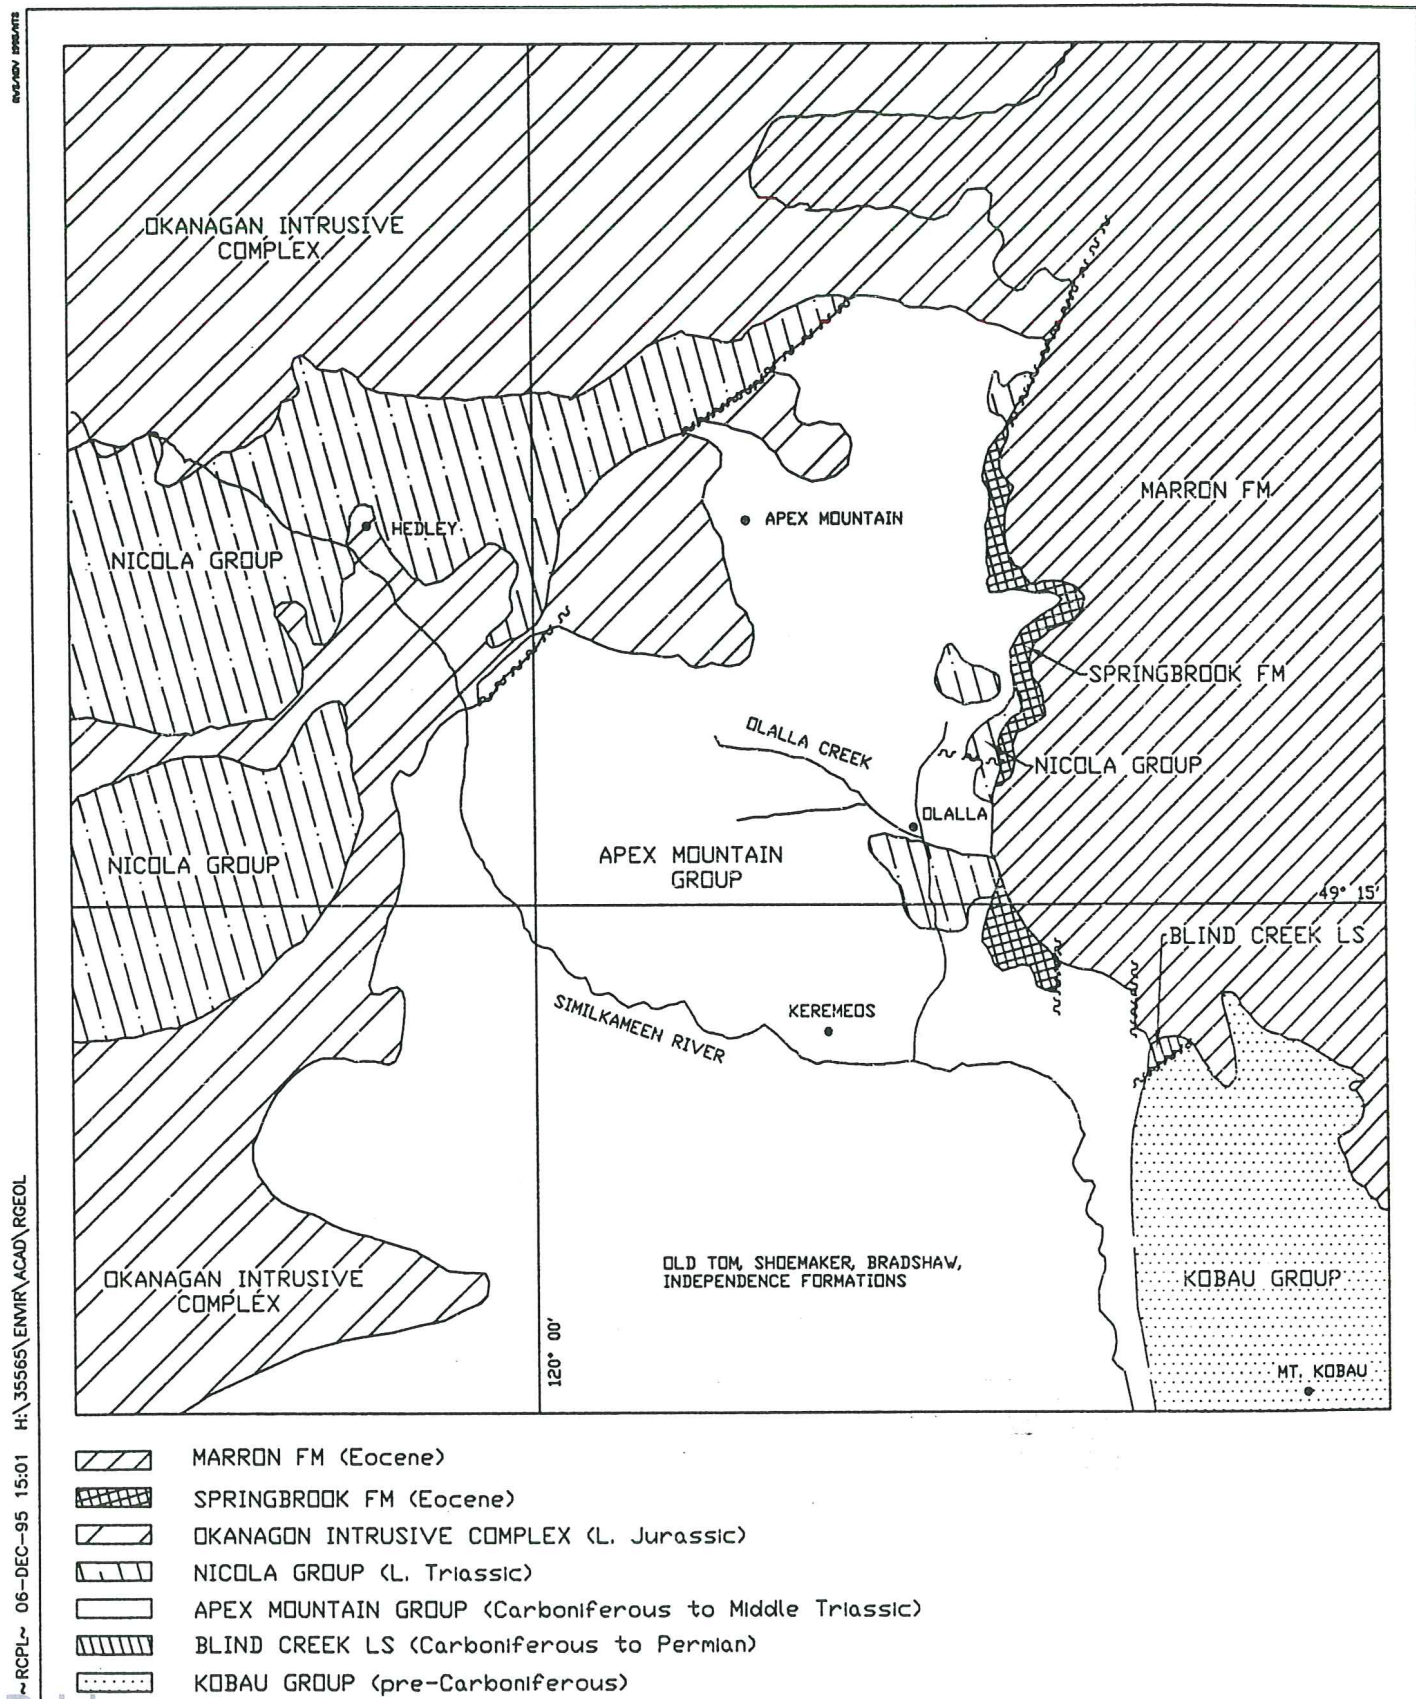 OKANAGAN INTRUSIVE
COMPLEX
MARRON FM
APEX MOUNTAIN
HEDLEY
NICOLA GROUP
SPRINGBROOK FM
OLALLA CREEK
NICOLA GROUP
OLALLA
APEX MOUNTAIN
GROUP
NICOLA GROUP
49° 15'
BLIND CREEK LS
SIMILKAMEEN RIVER
KEREMEOS
OLD TOM, SHOEMAKER, BRADSHAW,
INDEPENDENCE FORMATIONS
OKANAGAN INTRUSIVE
COMPLEX
KOBAU GROUP
120° 00'
MT. KOBAU
MARRON FM (Eocene)
SPRINGBROOK FM (Eocene)
OKANAGON INTRUSIVE COMPLEX (L. Jurassic)
NICOLA GROUP (L. Triassic)
APEX MOUNTAIN GROUP (Carboniferous to Middle Triassic)
BLIND CREEK LS (Carboniferous to Permian)
KOBAU GROUP (pre-Carboniferous)
~RCPL~ 06-DEC-95 15:01 H:\35565\ENVIR\ACAD\RGEOL